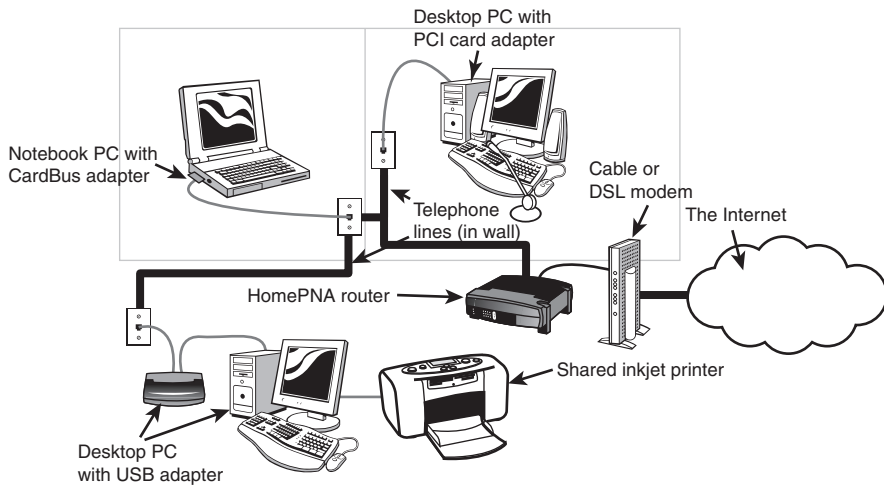 Desktop PC with
PCI card adapter
Notebook PC with
CardBus adapter
Cable or
DSL modem
The Internet
Telephone
lines (in wall)
HomePNA router
Shared inkjet printer
Desktop PC
with USB adapter